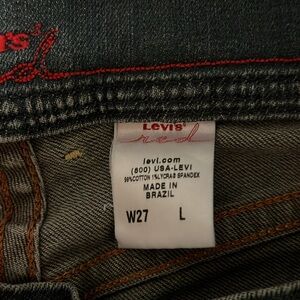 Levi's
red
levi.com
(800) USA-LEVI
99%COTTON 1%LYCRA® SPANDEX
MADE IN
BRAZIL
W27 L